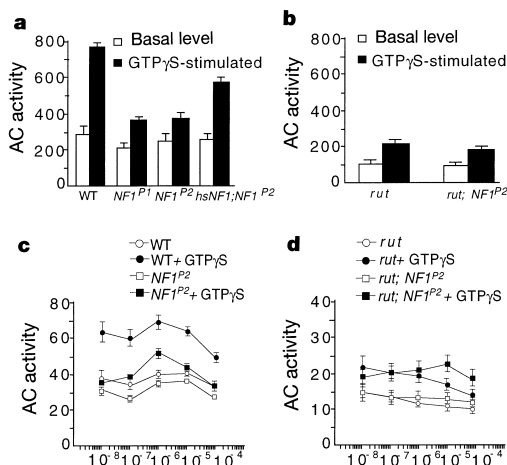 a
AC activity
800
600
400
200
Basal level
GTPγS-stimulated
WT
NF1^P1
NF1^P2
hsNF1;NF1^P2
b
AC activity
800
600
400
200
0
Basal level
GTPγS-stimulated
rut
rut; NF1^P2
c
WT
WT+ GTPγS
NF1^P2
NF1^P2 + GTPγS
AC activity
80
60
40
20
0
10^-8 10^-7 10^-6 10^-5 10^-4
d
rut
rut+ GTPγS
rut; NF1^P2
rut; NF1^P2 + GTPγS
AC activity
40
30
20
10
0
10^-8 10^-7 10^-6 10^-5 10^-4